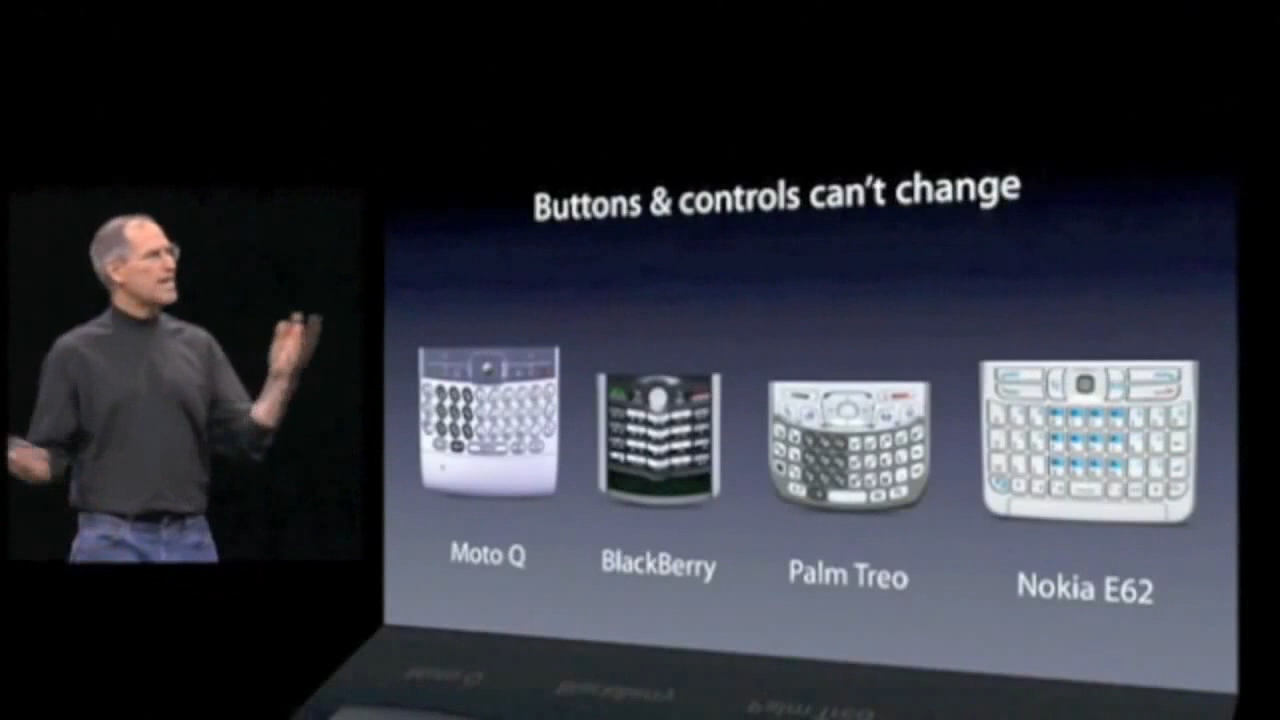 Buttons & controls can't change
Moto Q
BlackBerry
Palm Treo
Nokia E62